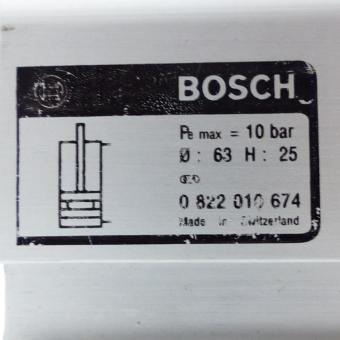 BOSCH
Pe max = 10 bar
Ø : 63 H : 25
0 822 010 674
Made in Switzerland